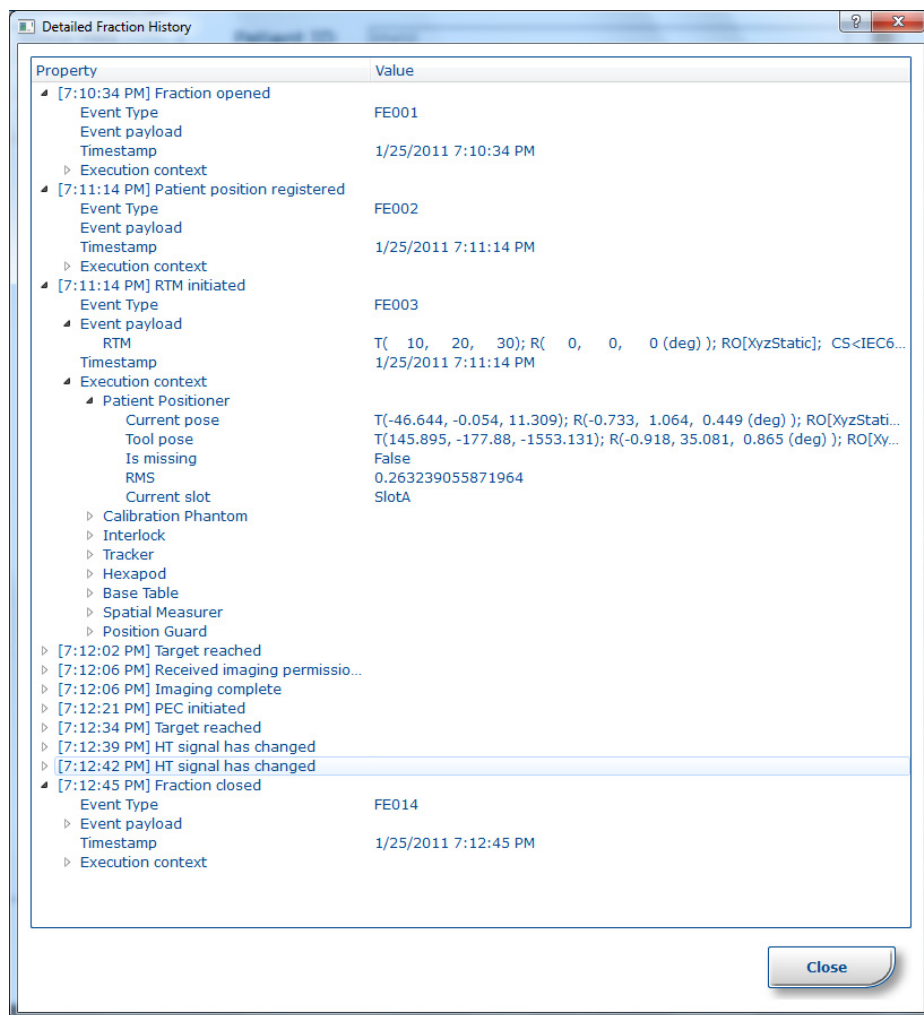 Detailed Fraction History
Property Value
[7:10:34 PM] Fraction opened
Event Type FE001
Event payload
Timestamp 1/25/2011 7:10:34 PM
Execution context
[7:11:14 PM] Patient position registered
Event Type FE002
Event payload
Timestamp 1/25/2011 7:11:14 PM
Execution context
[7:11:14 PM] RTM initiated
Event Type FE003
Event payload
RTM T( 10, 20, 30); R( 0, 0, 0 (deg) ); RO[XyzStatic]; CS<IEC6...
Timestamp 1/25/2011 7:11:14 PM
Execution context
Patient Positioner
Current pose T(-46.644, -0.054, 11.309); R(-0.733, 1.064, 0.449 (deg) ); RO[XyzStati...
Tool pose T(145.895, -177.88, -1553.131); R(-0.918, 35.081, 0.865 (deg) ); RO[Xy...
Is missing False
RMS 0.263239055871964
Current slot SlotA
Calibration Phantom
Interlock
Tracker
Hexapod
Base Table
Spatial Measurer
Position Guard
[7:12:02 PM] Target reached
[7:12:06 PM] Received imaging permissio...
[7:12:06 PM] Imaging complete
[7:12:21 PM] PEC initiated
[7:12:34 PM] Target reached
[7:12:39 PM] HT signal has changed
[7:12:42 PM] HT signal has changed
[7:12:45 PM] Fraction closed
Event Type FE014
Event payload
Timestamp 1/25/2011 7:12:45 PM
Execution context
Close